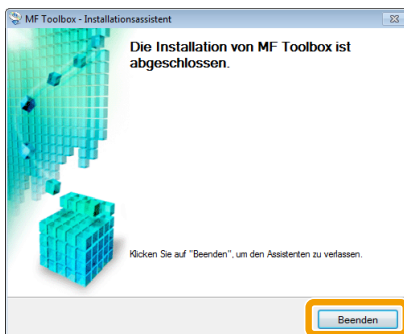 MF Toolbox - Installationsassistent
Die Installation von MF Toolbox ist
abgeschlossen.
Klicken Sie auf "Beenden", um den Assistenten zu verlassen.
Beenden